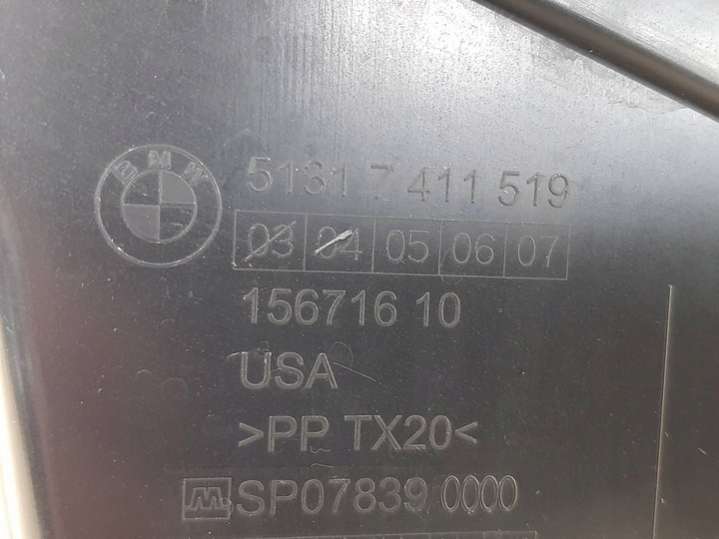 BMW
5131 7 411 519
03 04 05 06 07
156716 10
USA
>PP TX20<
SP07839 0000